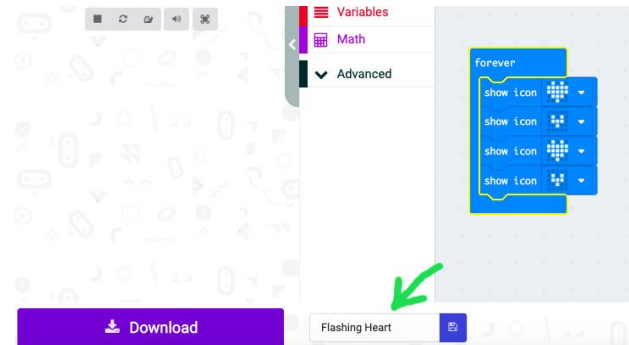 Variables
Math
Advanced
forever
show icon
show icon
show icon
show icon
Download
Flashing Heart